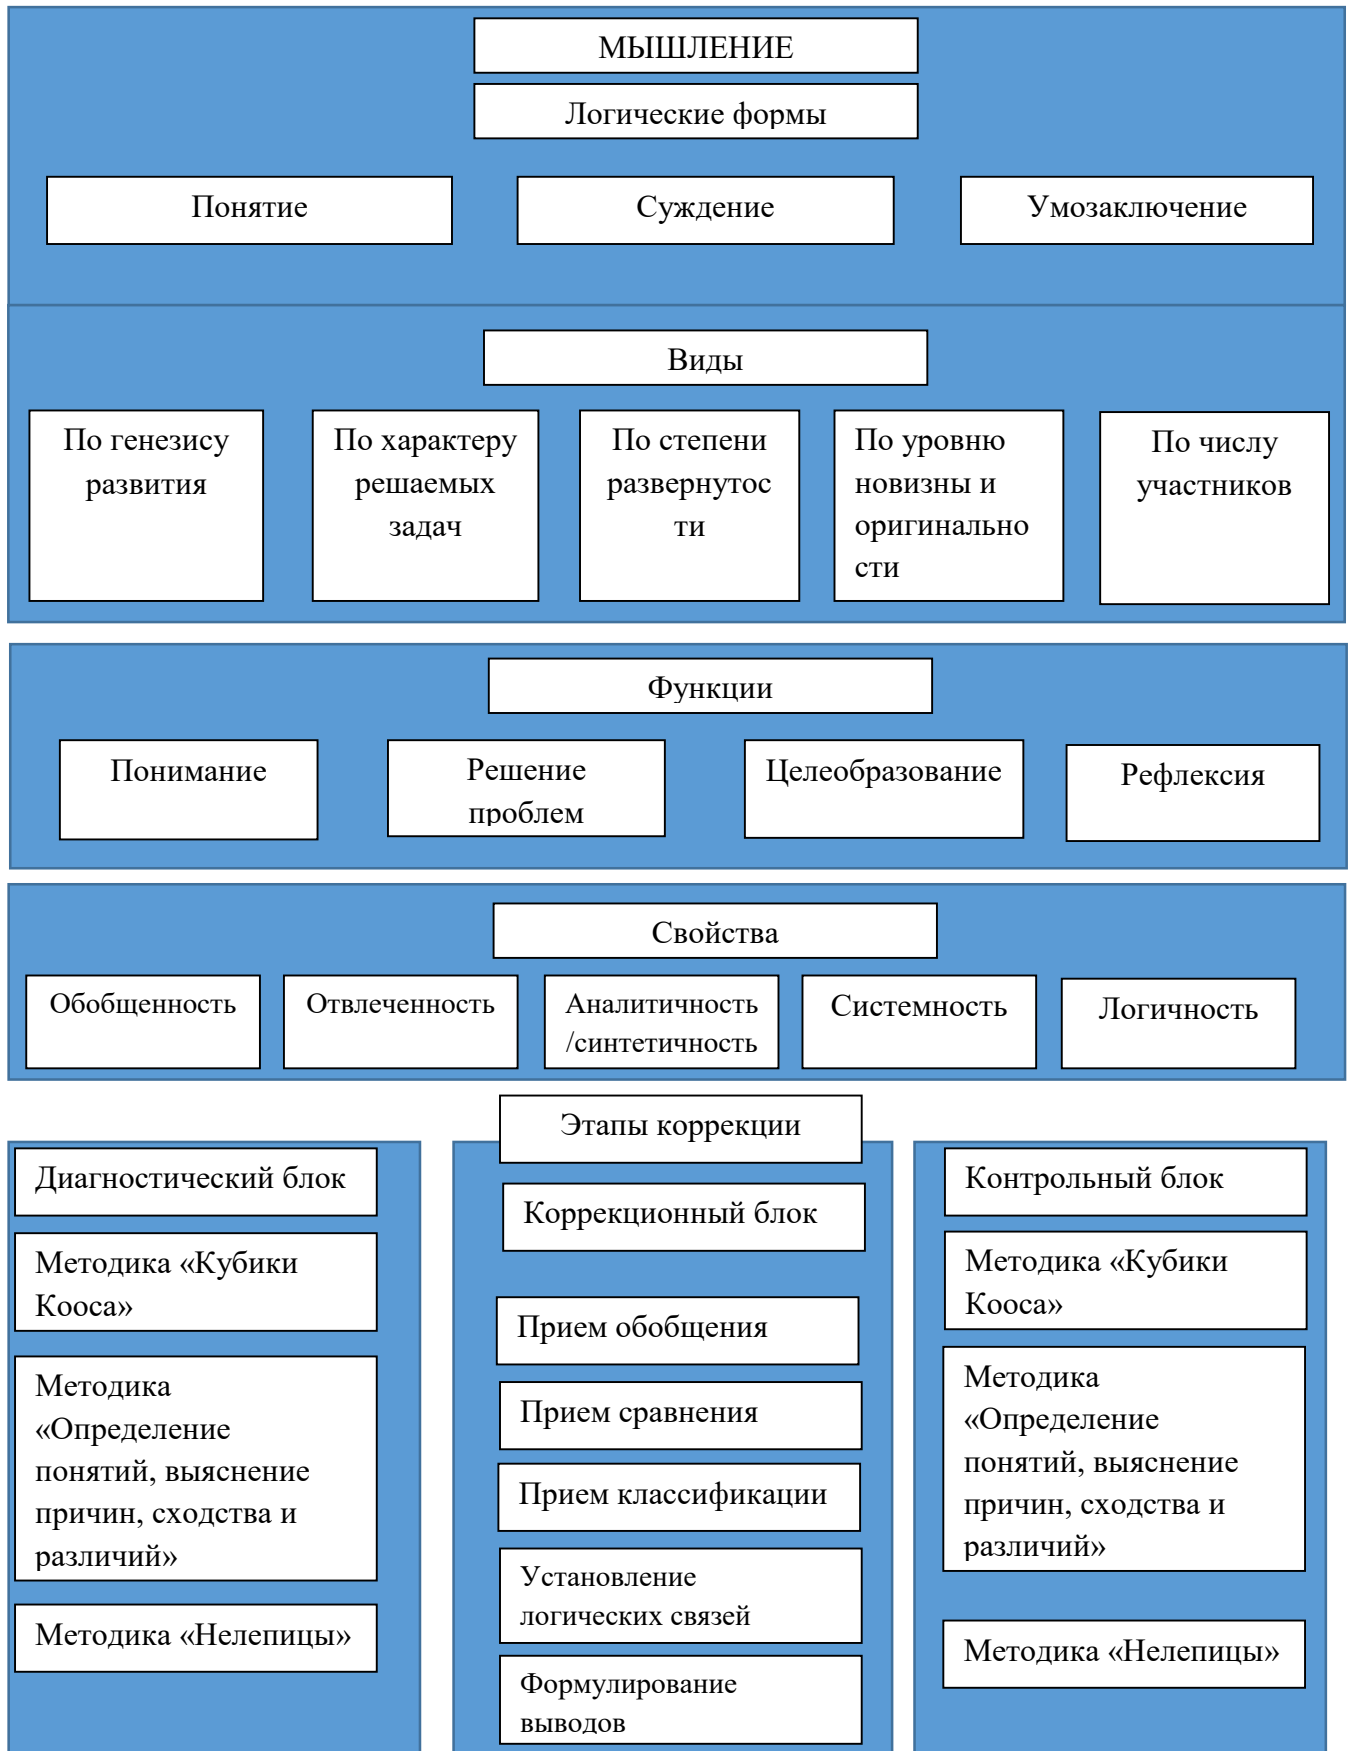 МЫШЛЕНИЕ
Логические формы
Понятие
Суждение
Умозаключение
Виды
По генезису
развития
По характеру
решаемых
задач
По степени
развернутос
ти
По уровню
новизны и
оригинально
сти
По числу
участников
Функции
Понимание
Решение
проблем
Целеобразование
Рефлексия
Свойства
Обобщенность
Отвлеченность
Аналитичность
/синтетичность
Системность
Логичность
Этапы коррекции
Диагностический блок
Методика «Кубики
Кооса»
Методика
«Определение
понятий, выяснение
причин, сходства и
различий»
Методика «Нелепицы»
Коррекционный блок
Прием обобщения
Прием сравнения
Прием классификации
Установление
логических связей
Формулирование
выводов
Контрольный блок
Методика «Кубики
Кооса»
Методика
«Определение
понятий, выяснение
причин, сходства и
различий»
Методика «Нелепицы»